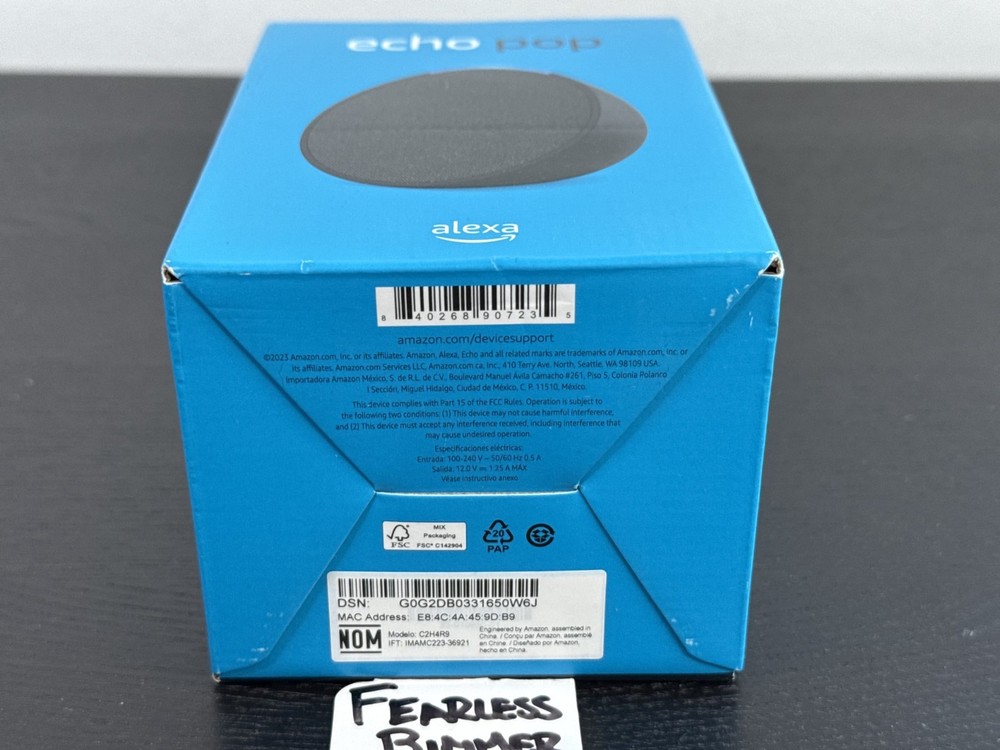 echo pop
alexa
8 40268 90723 5
amazon.com/devicesupport
©2023 Amazon.com, Inc. or its affiliates. Amazon, Alexa, Echo and all related marks are trademarks of Amazon.com, Inc. or
its affiliates. Amazon.com Services LLC, Amazon.com.ca, Inc., 410 Terry Ave. North, Seattle, WA 98109 USA.
Importadora Amazon México, S. de R.L. de C.V., Boulevard Manuel Ávila Camacho #261, Piso 5, Colonia Polanco
I Sección, Miguel Hidalgo, Ciudad de México, C. P. 11510, México.
This device complies with Part 15 of the FCC Rules. Operation is subject to
the following two conditions: (1) This device may not cause harmful interference,
and (2) This device must accept any interference received, including interference that
may cause undesired operation.
Especificaciones eléctricas:
Entrada: 100-240 V ~ 50/60 Hz 0.5 A
Salida: 12.0 V ⎓ 1.25 A MÁX
Véase instructivo anexo
FSC
MIX
Packaging
FSC® C142904
20
PAP
DSN: G0G2DB0331650W6J
MAC Address: E8:4C:4A:45:9D:B9
NOM
Modelo: C2H4R9
IFT: IMAMC223-36921
Engineered by Amazon, assembled in
China. / Conçu par Amazon, assemblé
en Chine. / Diseñado por Amazon,
hecho en China.
FEARLESS
BIMMER